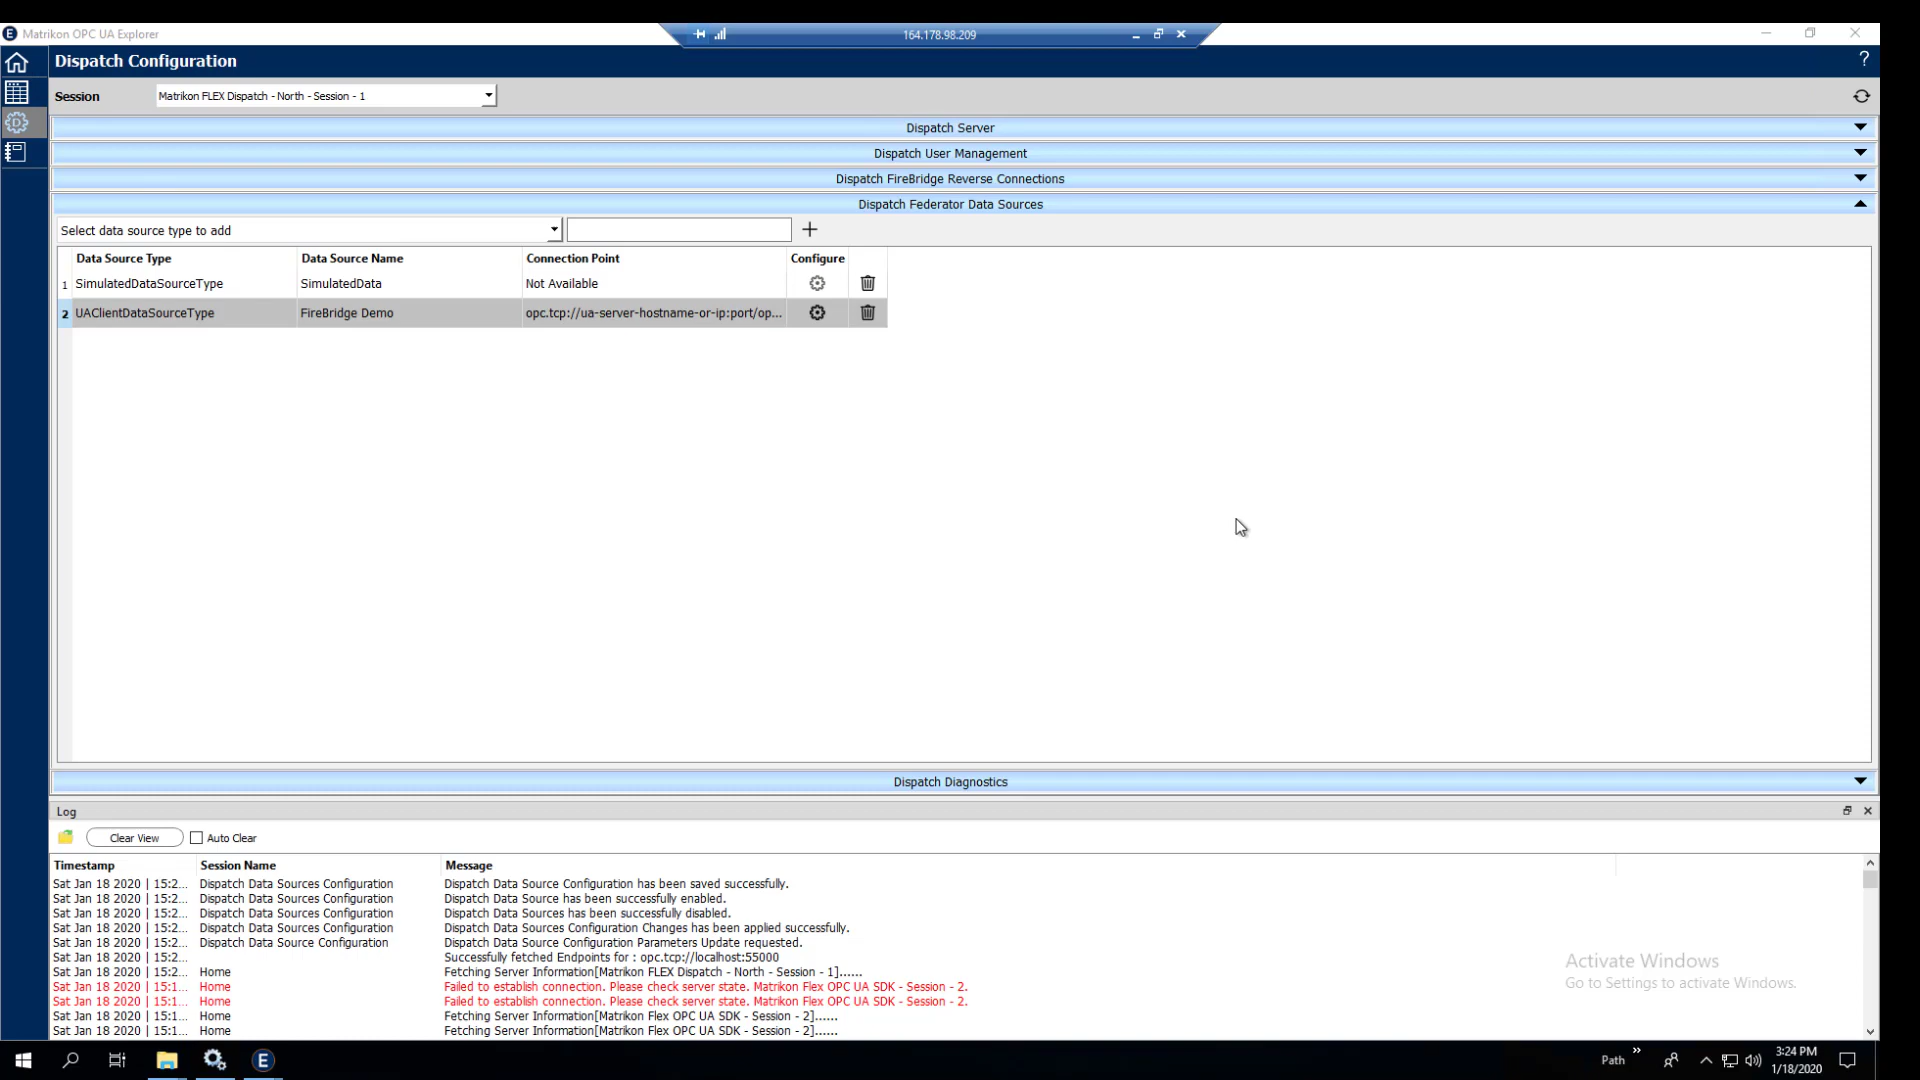 Matrikon OPC UA Explorer
164.178.98.209
Dispatch Configuration
?
Session
Matrikon FLEX Dispatch - North - Session - 1
Dispatch Server
Dispatch User Management
Dispatch FireBridge Reverse Connections
Dispatch Federator Data Sources
Select data source type to add
Data Source Type Data Source Name Connection Point Configure
1 SimulatedDataSourceType SimulatedData Not Available
2 UAClientDataSourceType FireBridge Demo opc.tcp://ua-server-hostname-or-ip:port/op...
Dispatch Diagnostics
Log
Clear View Auto Clear
Timestamp Session Name Message
Sat Jan 18 2020 | 15:2... Dispatch Data Sources Configuration Dispatch Data Source Configuration has been saved successfully.
Sat Jan 18 2020 | 15:2... Dispatch Data Sources Configuration Dispatch Data Source has been successfully enabled.
Sat Jan 18 2020 | 15:2... Dispatch Data Sources Configuration Dispatch Data Sources has been successfully disabled.
Sat Jan 18 2020 | 15:2... Dispatch Data Sources Configuration Dispatch Data Sources Configuration Changes has been applied successfully.
Sat Jan 18 2020 | 15:2... Dispatch Data Source Configuration Dispatch Data Source Configuration Parameters Update requested.
Sat Jan 18 2020 | 15:2... Successfully fetched Endpoints for : opc.tcp://localhost:55000
Sat Jan 18 2020 | 15:2... Home Fetching Server Information[Matrikon FLEX Dispatch - North - Session - 1]......
Sat Jan 18 2020 | 15:1... Home Failed to establish connection. Please check server state. Matrikon Flex OPC UA SDK - Session - 2.
Sat Jan 18 2020 | 15:1... Home Failed to establish connection. Please check server state. Matrikon Flex OPC UA SDK - Session - 2.
Sat Jan 18 2020 | 15:1... Home Fetching Server Information[Matrikon Flex OPC UA SDK - Session - 2]......
Sat Jan 18 2020 | 15:1... Home Fetching Server Information[Matrikon Flex OPC UA SDK - Session - 2]......
Activate Windows
Go to Settings to activate Windows.
Path
3:24 PM
1/18/2020